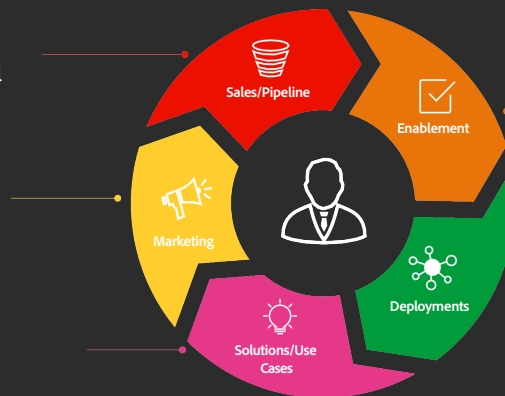 Sales/Pipeline
Enablement
Marketing
Deployments
Solutions/Use
Cases